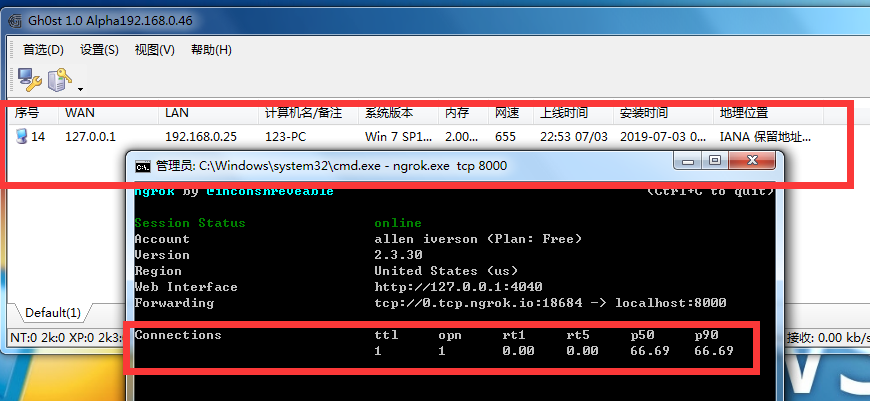 Gh0st 1.0 Alpha192.168.0.46
首选(D) 设置(S) 视图(V) 帮助(H)
序号 WAN LAN 计算机名/备注 系统版本 内存 网速 上线时间 安装时间 地理位置
14 127.0.0.1 192.168.0.25 123-PC Win 7 SP1... 2.00... 655 22:53 07/03 2019-07-03 0... IANA 保留地址...
管理员: C:\Windows\system32\cmd.exe - ngrok.exe tcp 8000
ngrok by @inconshreveable (Ctrl+C to quit)
Session Status online
Account allen iverson (Plan: Free)
Version 2.3.30
Region United States (us)
Web Interface http://127.0.0.1:4040
Forwarding tcp://0.tcp.ngrok.io:18684 -> localhost:8000
Default(1)
Connections ttl opn rt1 rt5 p50 p90
NT:0 2k:0 XP:0 2k3: 接收: 0.00 kb/s
1 1 0.00 0.00 66.69 66.69